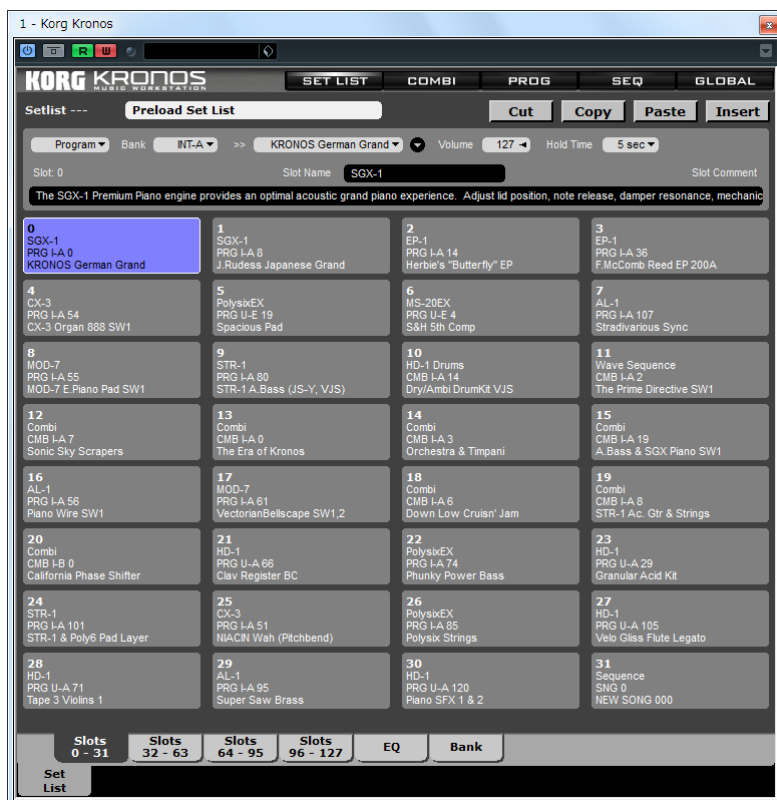 1 - Korg Kronos
R W
KORG KRONOS SET LIST COMBI PROG SEQ GLOBAL
MUSIC WORKSTATION
Setlist --- Preload Set List Cut Copy Paste Insert
Program Bank INT-A >> KRONOS German Grand Volume 127 Hold Time 5 sec
Slot: 0 Slot Name SGX-1 Slot Comment
The SGX-1 Premium Piano engine provides an optimal acoustic grand piano experience. Adjust lid position, note release, damper resonance, mechanic
0
SGX-1
PRG I-A 0
KRONOS German Grand
1
SGX-1
PRG I-A 8
J.Rudess Japanese Grand
2
EP-1
PRG I-A 14
Herbie's "Butterfly" EP
3
EP-1
PRG I-A 36
F.McComb Reed EP 200A
4
CX-3
PRG I-A 54
CX-3 Organ 888 SW1
5
PolysixEX
PRG U-E 19
Spacious Pad
6
MS-20EX
PRG U-E 4
S&H 5th Comp
7
AL-1
PRG I-A 107
Stradivarious Sync
8
MOD-7
PRG I-A 55
MOD-7 E.Piano Pad SW1
9
STR-1
PRG I-A 80
STR-1 A.Bass (JS-Y, VJS)
10
HD-1 Drums
CMB I-A 14
Dry/Ambi DrumKit VJS
11
Wave Sequence
CMB I-A 2
The Prime Directive SW1
12
Combi
CMB I-A 7
Sonic Sky Scrapers
13
Combi
CMB I-A 0
The Era of Kronos
14
Combi
CMB I-A 3
Orchestra & Timpani
15
Combi
CMB I-A 19
A.Bass & SGX Piano SW1
16
AL-1
PRG I-A 56
Piano Wire SW1
17
MOD-7
PRG I-A 61
VectorianBellscape SW1,2
18
Combi
CMB I-A 6
Down Low Cruisn' Jam
19
Combi
CMB I-A 8
STR-1 Ac. Gtr & Strings
20
Combi
CMB I-B 0
California Phase Shifter
21
HD-1
PRG U-A 66
Clav Register BC
22
PolysixEX
PRG I-A 74
Phunky Power Bass
23
HD-1
PRG U-A 29
Granular Acid Kit
24
STR-1
PRG I-A 101
STR-1 & Poly6 Pad Layer
25
CX-3
PRG I-A 51
NIACIN Wah (Pitchbend)
26
PolysixEX
PRG I-A 85
Polysix Strings
27
HD-1
PRG U-A 105
Velo Gliss Flute Legato
28
HD-1
PRG U-A 71
Tape 3 Violins 1
29
AL-1
PRG I-A 95
Super Saw Brass
30
HD-1
PRG U-A 120
Piano SFX 1 & 2
31
Sequence
SNG 0
NEW SONG 000
Slots
0 - 31
Slots
32 - 63
Slots
64 - 95
Slots
96 - 127
EQ
Bank
Set
List